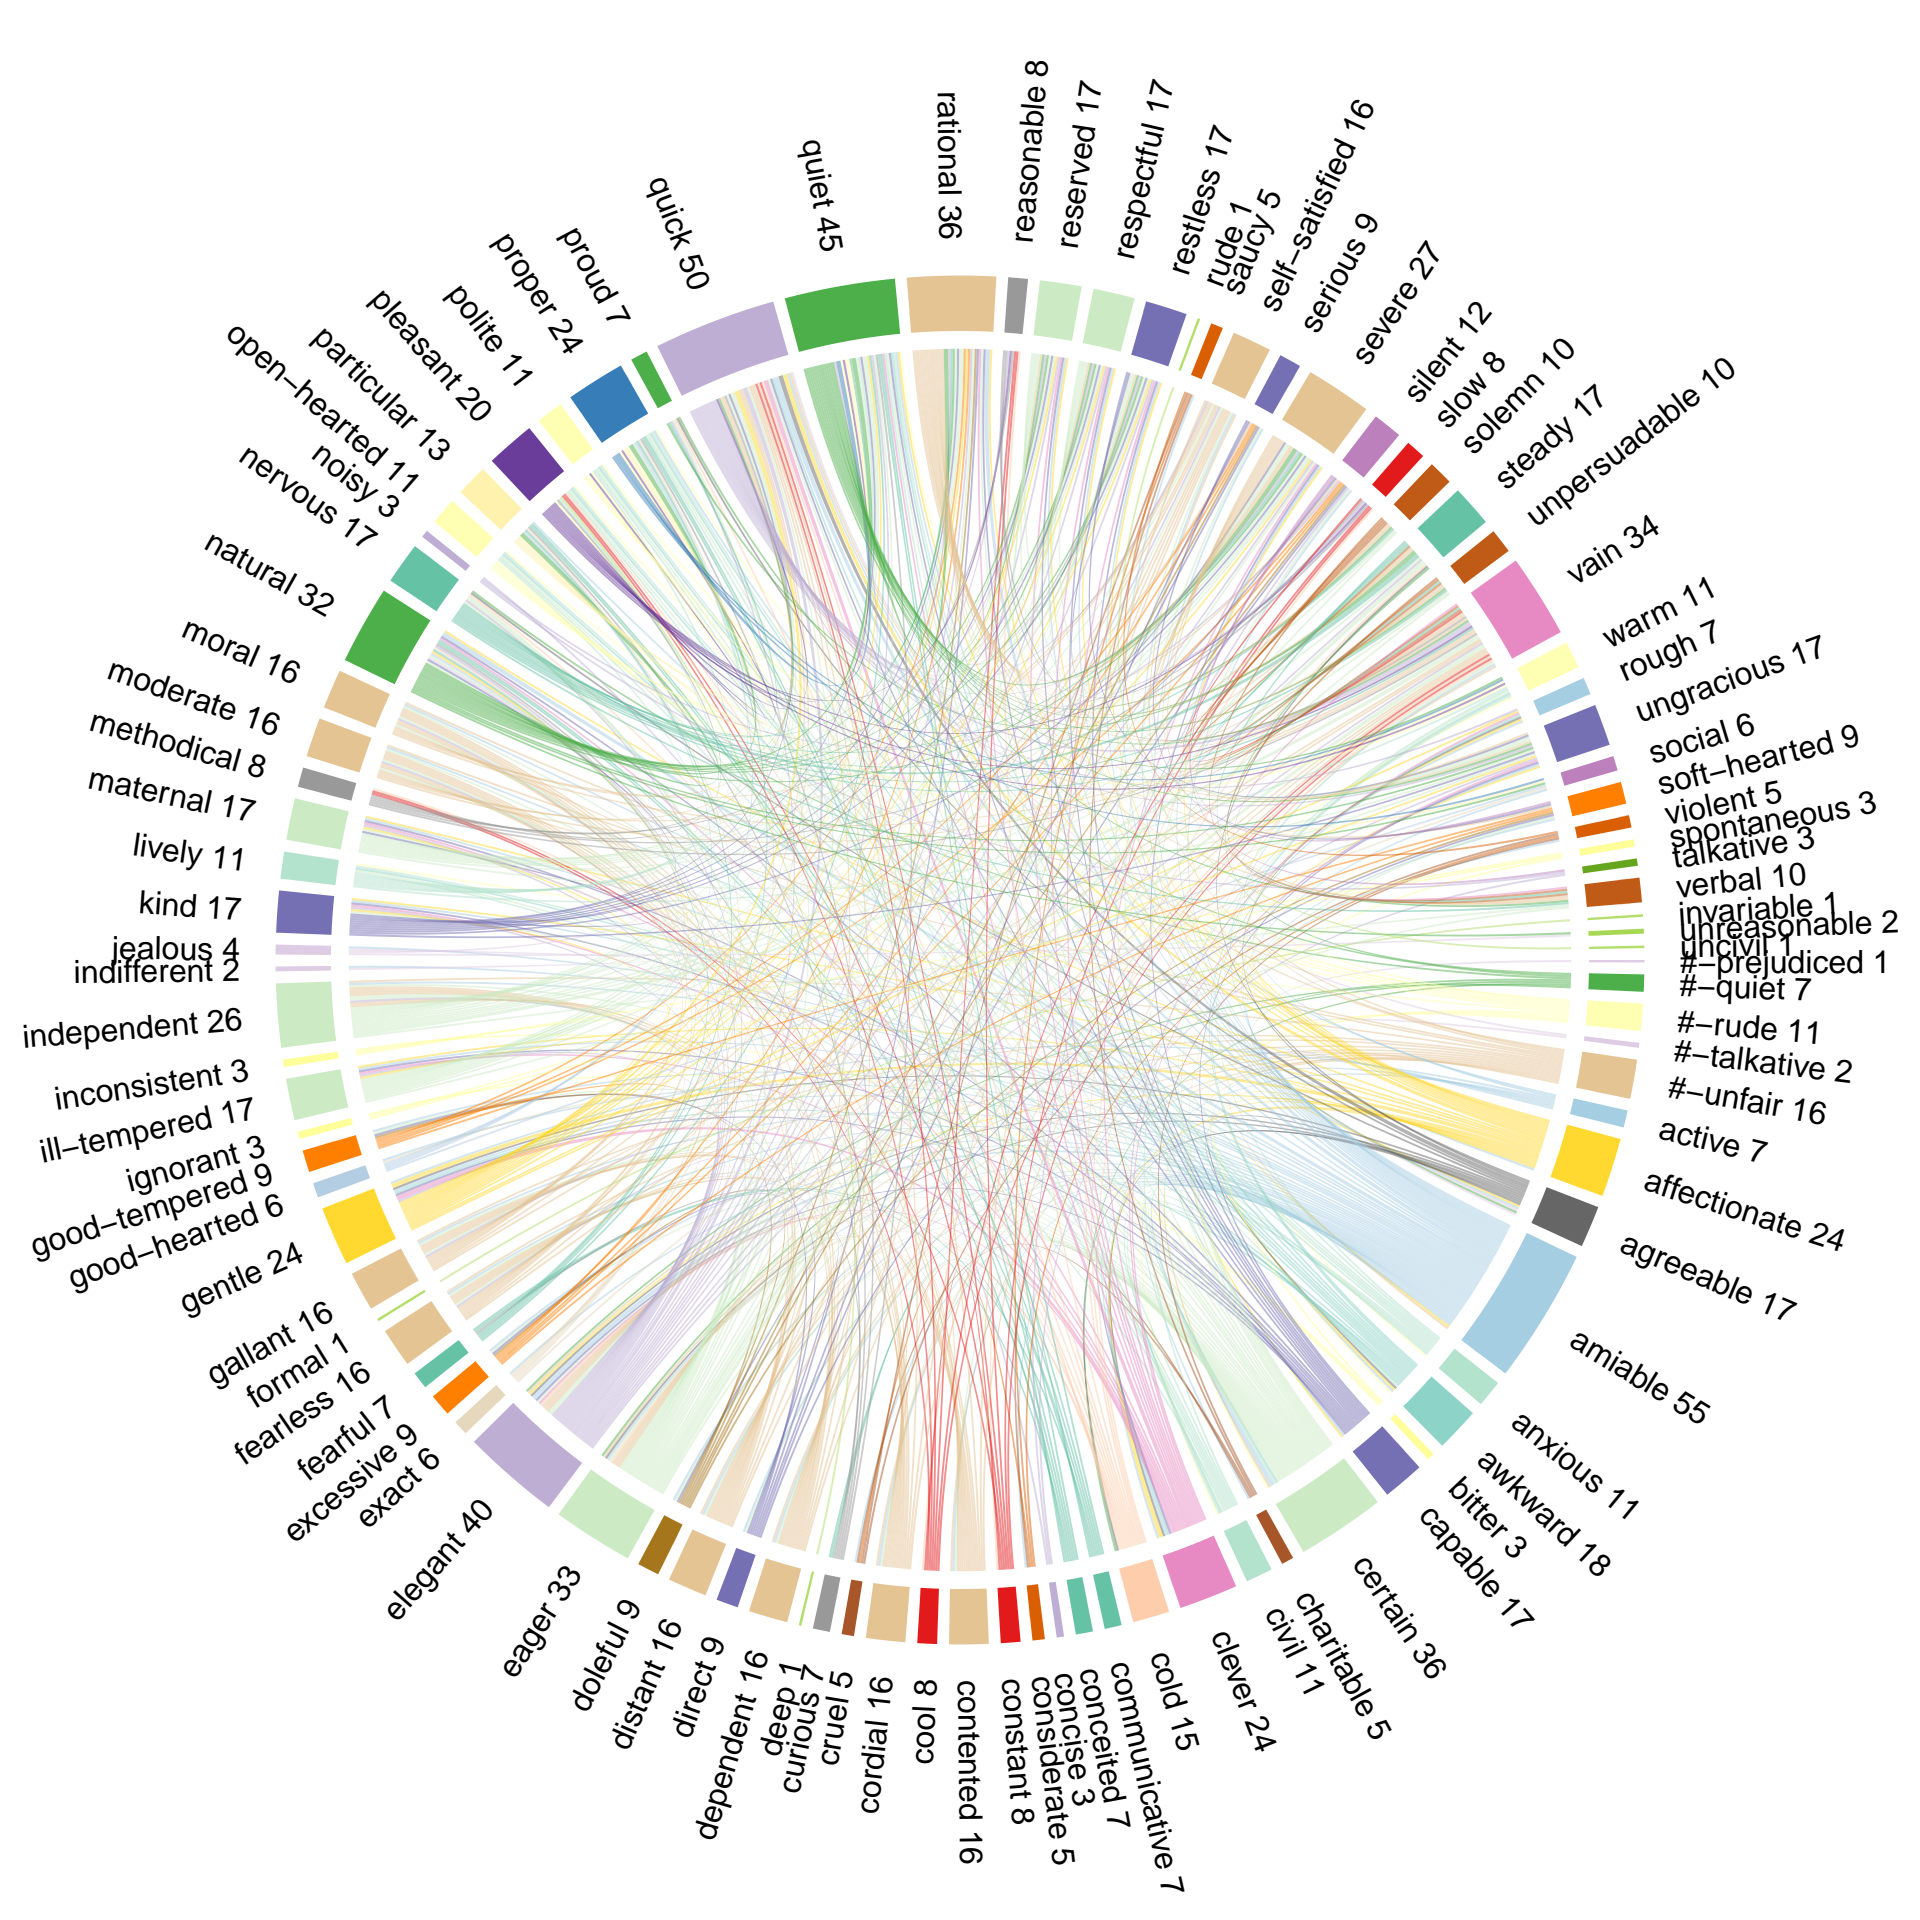 rational 36
reasonable 8
reserved 17
respectful 17
restless 17
rude 1
saucy 5
self-satisfied 16
serious 9
severe 27
silent 12
slow 8
solemn 10
steady 17
unpersuadable 10
vain 34
warm 11
rough 7
ungracious 17
social 6
soft-hearted 9
violent 5
spontaneous 3
talkative 3
verbal 10
invariable 1
unreasonable 2
uncivil 1
#-prejudiced 1
#-quiet 7
#-rude 11
#-talkative 2
#-unfair 16
active 7
affectionate 24
agreeable 17
amiable 55
anxious 11
awkward 18
bitter 3
capable 17
certain 36
charitable 5
civil 11
clever 24
cold 15
communicative 7
conceited 7
concise 3
considerate 5
constant 8
contented 16
cool 8
cordial 16
cruel 5
curious 7
deep 1
dependent 16
direct 9
distant 16
doleful 9
eager 33
elegant 40
exact 6
excessive 9
fearful 7
fearless 16
formal 1
gallant 16
gentle 24
good-hearted 6
good-tempered 9
ignorant 3
ill-tempered 17
inconsistent 3
independent 26
indifferent 2
jealous 4
kind 17
lively 11
maternal 17
methodical 8
moderate 16
moral 16
natural 32
nervous 17
noisy 3
open-hearted 11
particular 13
pleasant 20
polite 11
proper 24
proud 7
quick 50
quiet 45